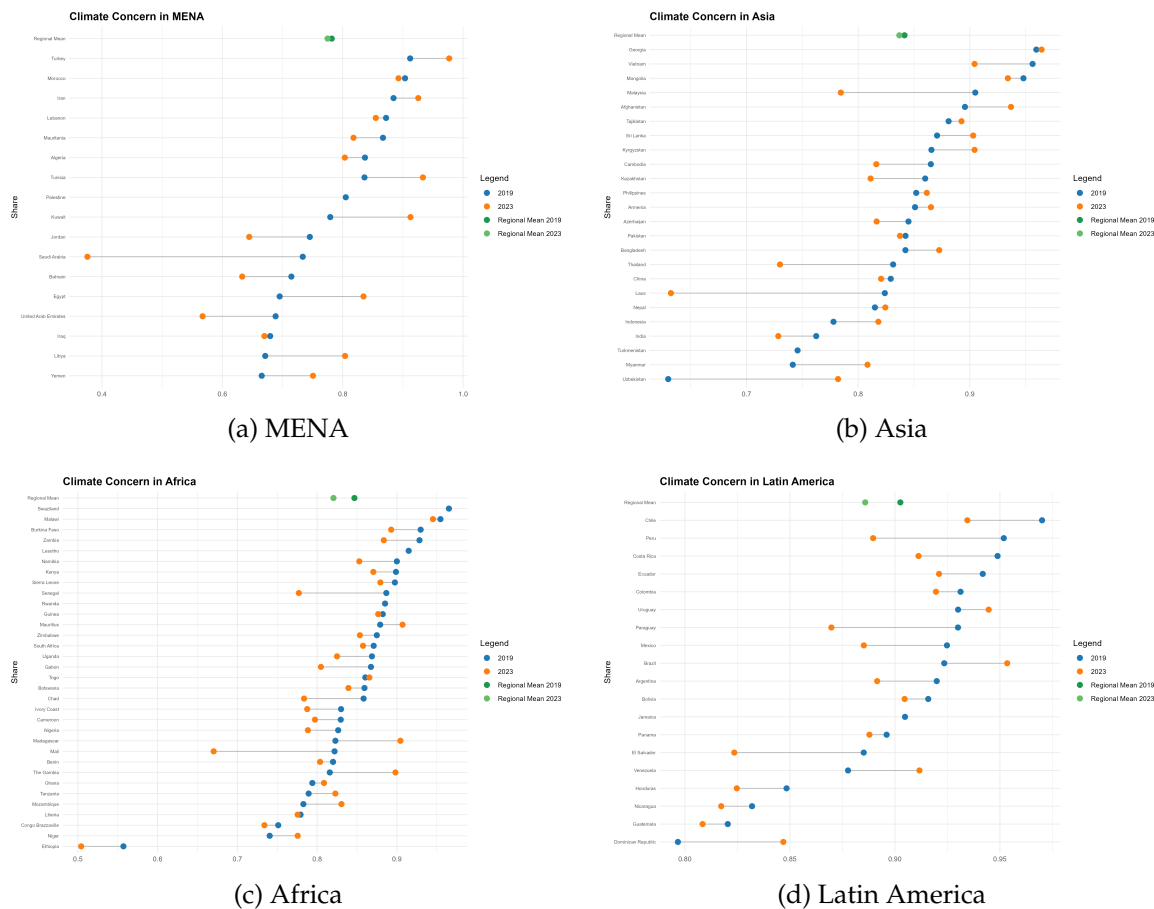 Climate Concern in MENA
Regional Mean
Turkey
Morocco
Iran
Lebanon
Mauritania
Algeria
Tunisia
Palestine
Kuwait
Jordan
Saudi Arabia
Bahrain
Egypt
United Arab Emirates
Iraq
Libya
Yemen
Share
0.4 0.6 0.8 1.0
Legend
2019
2023
Regional Mean 2019
Regional Mean 2023
(a) MENA
Climate Concern in Asia
Regional Mean
Georgia
Vietnam
Mongolia
Malaysia
Afghanistan
Tajikistan
Sri Lanka
Kyrgyzstan
Cambodia
Kazakhstan
Philipines
Armenia
Azerbaijan
Pakistan
Bangladesh
Thailand
China
Laos
Nepal
Indonesia
India
Turkmenistan
Myanmar
Uzbekistan
Share
0.7 0.8 0.9
Legend
2019
2023
Regional Mean 2019
Regional Mean 2023
(b) Asia
Climate Concern in Africa
Regional Mean
Swaziland
Malawi
Burkina Faso
Zambia
Lesotho
Namibia
Kenya
Sierra Leone
Senegal
Rwanda
Guinea
Mauritius
Zimbabwe
South Africa
Uganda
Gabon
Togo
Botswana
Chad
Ivory Coast
Cameroon
Nigeria
Madagascar
Mali
Benin
The Gambia
Ghana
Tanzania
Mozambique
Liberia
Congo Brazzaville
Niger
Ethiopia
Share
0.5 0.6 0.7 0.8 0.9
Legend
2019
2023
Regional Mean 2019
Regional Mean 2023
(c) Africa
Climate Concern in Latin America
Regional Mean
Chile
Peru
Costa Rica
Ecuador
Colombia
Uruguay
Paraguay
Mexico
Brazil
Argentina
Bolivia
Jamaica
Panama
El Salvador
Venezuela
Honduras
Nicaragua
Guatemala
Dominican Republic
Share
0.80 0.85 0.90 0.95
Legend
2019
2023
Regional Mean 2019
Regional Mean 2023
(d) Latin America